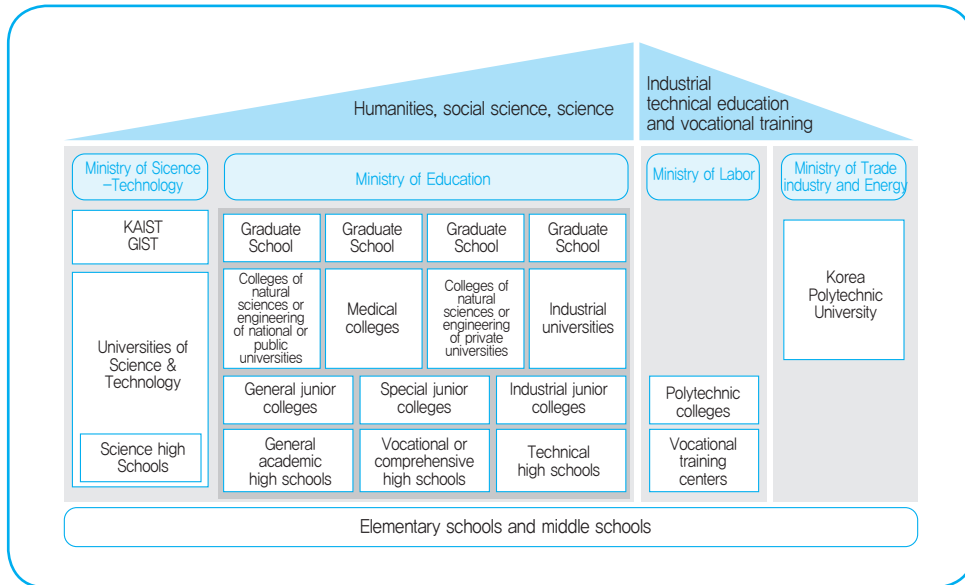 Humanities, social science, science
Industrial
technical education
and vocational training
Ministry of Sicence
–Technology
Ministry of Education
Ministry of Labor
Ministry of Trade
industry and Energy
KAIST
GIST
Graduate
School
Graduate
School
Graduate
School
Graduate
School
Colleges of
natural
sciences or
engineering
of national or
public
universities
Medical
colleges
Colleges of
natural
sciences or
engineering
of private
universities
Industrial
universities
Korea
Polytechnic
University
Universities of
Science &
Technology
General junior
colleges
Special junior
colleges
Industrial junior
colleges
Polytechnic
colleges
Science high
Schools
General
academic
high schools
Vocational or
comprehensive
high schools
Technical
high schools
Vocational
training
centers
Elementary schools and middle schools